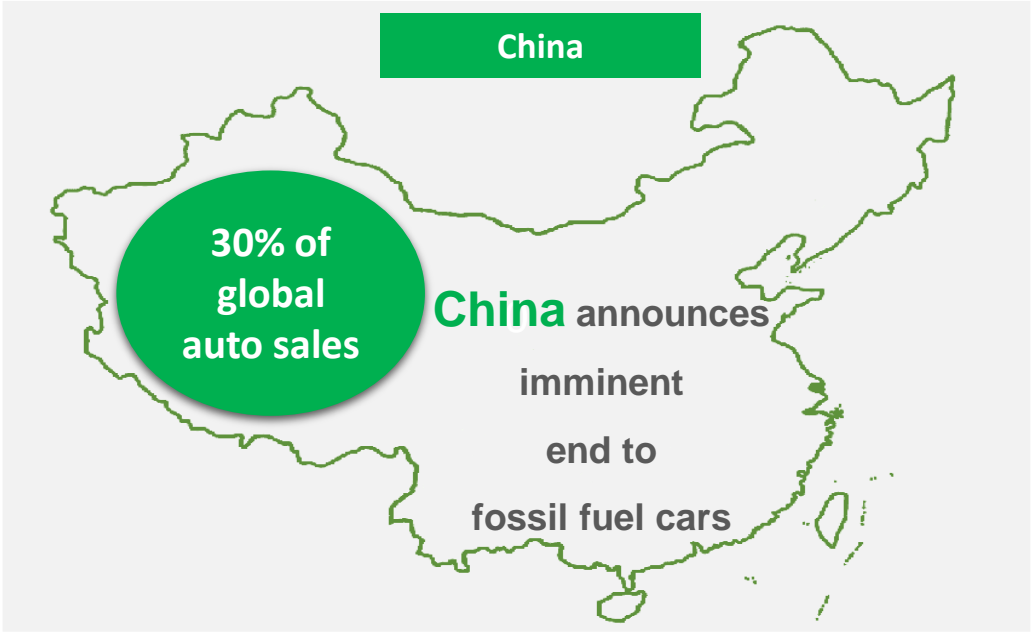 China
30% of
global
auto sales
China announces
imminent
end to
fossil fuel cars